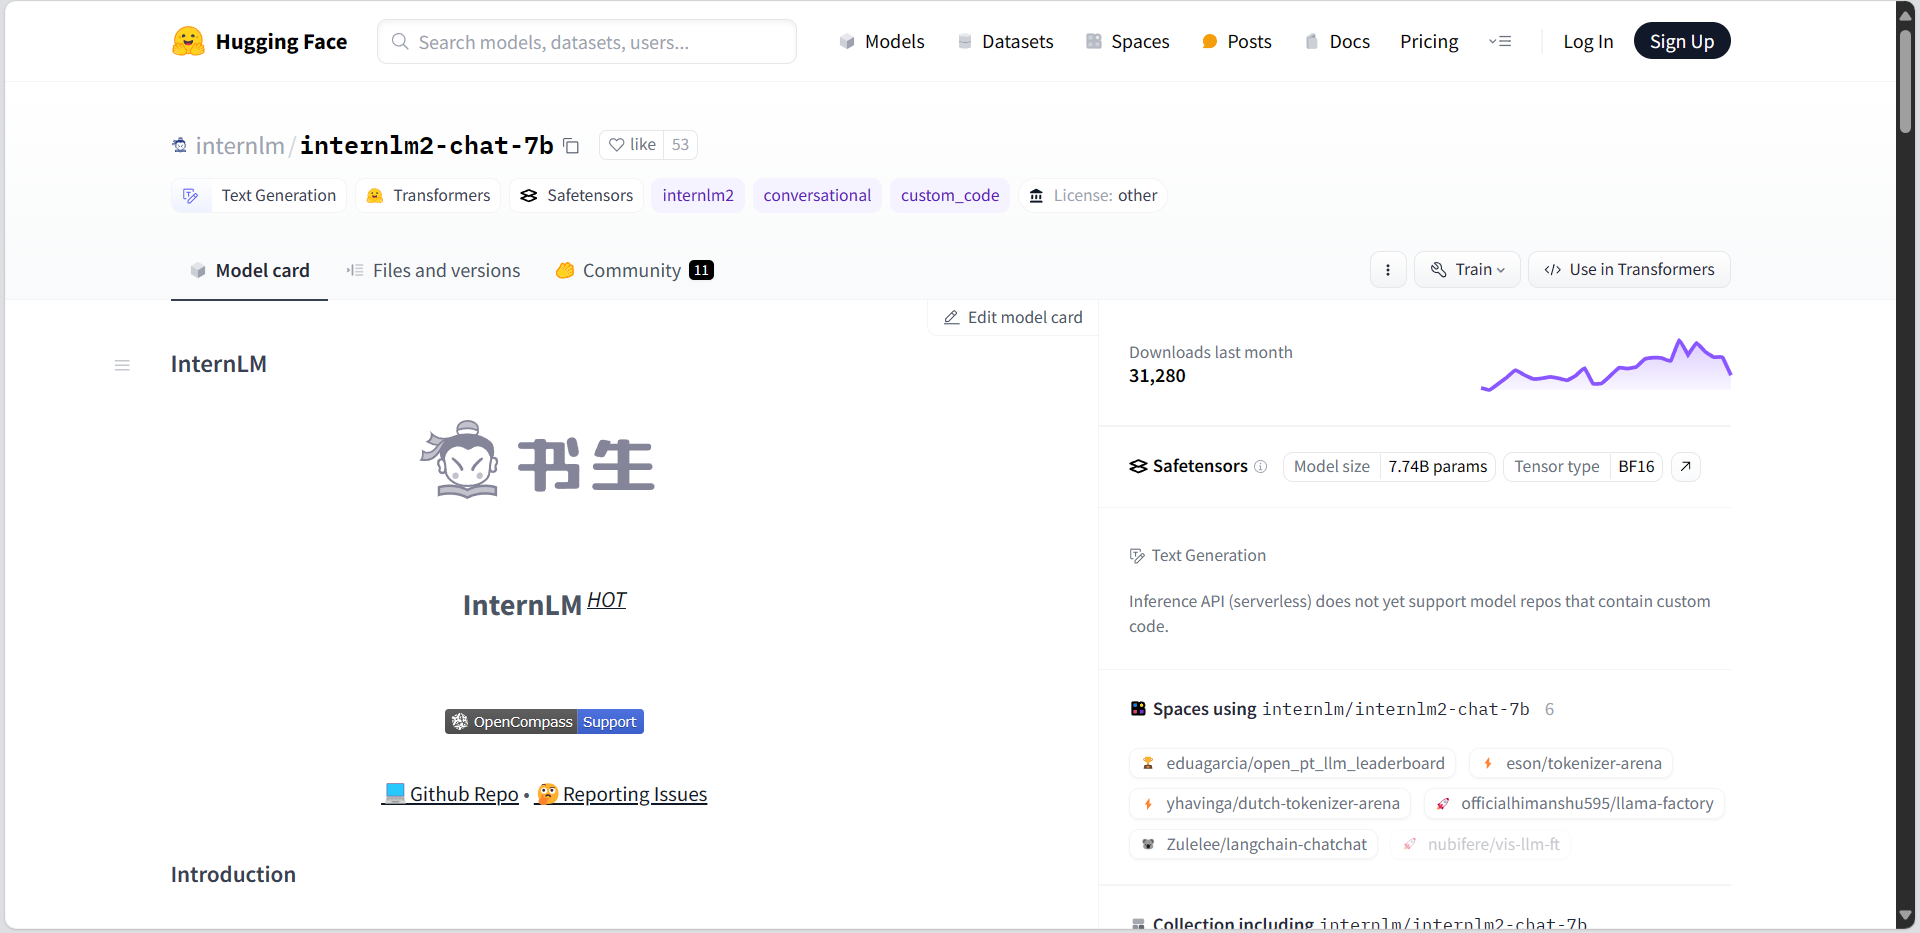 Hugging Face Search models, datasets, users... Models Datasets Spaces Posts Docs Pricing Log In Sign Up
internlm/internlm2-chat-7b like 53
Text Generation Transformers Safetensors internlm2 conversational custom_code License: other
Model card Files and versions Community 11 Train Use in Transformers
Edit model card
InternLM
书生
InternLM HOT
OpenCompass Support
Github Repo • Reporting Issues
Introduction
Downloads last month
31,280
Safetensors Model size 7.74B params Tensor type BF16
Text Generation
Inference API (serverless) does not yet support model repos that contain custom
code.
Spaces using internlm/internlm2-chat-7b 6
eduagarcia/open_pt_llm_leaderboard eson/tokenizer-arena
yhavinga/dutch-tokenizer-arena officialhimanshu595/llama-factory
Zulelee/langchain-chatchat nubifere/vis-llm-ft
Collection including internlm/internlm2-chat-7b